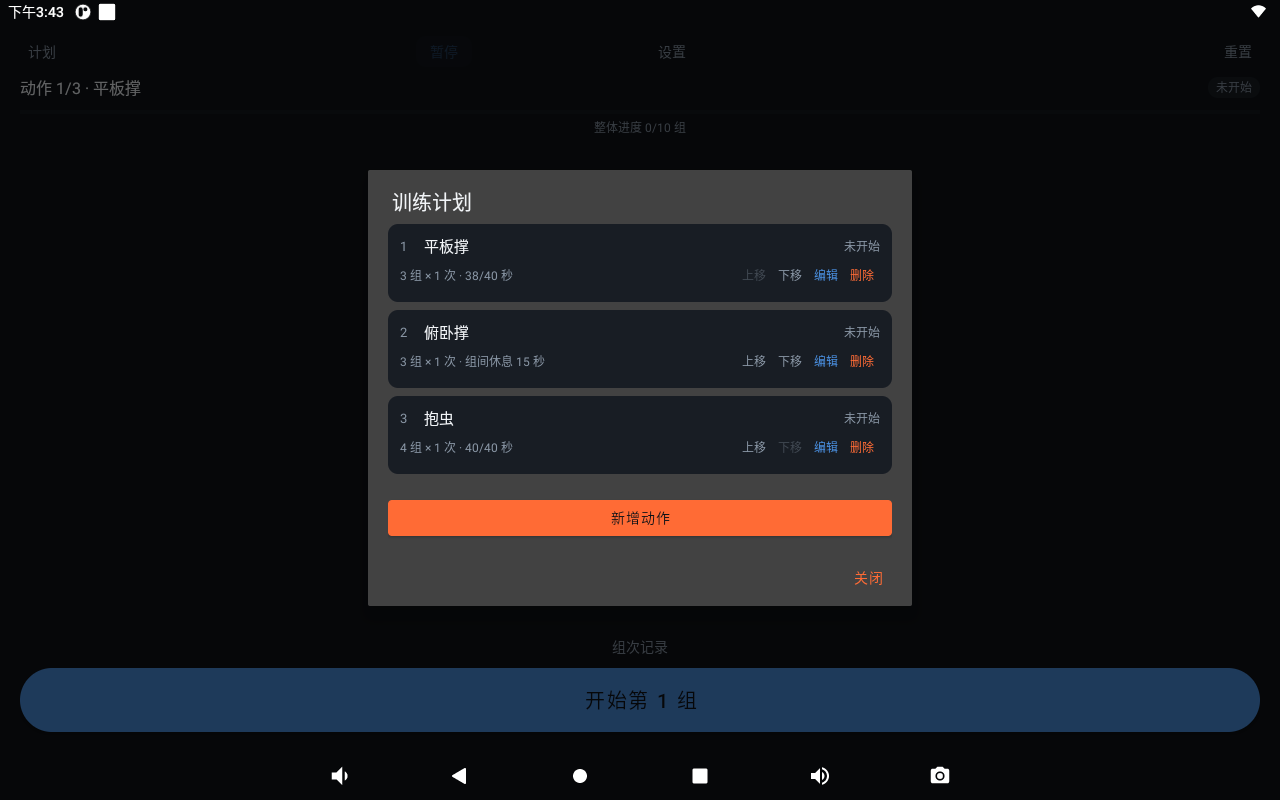 下午3:43
计划 暂停 设置 重置
动作 1/3 · 平板撑 未开始
整体进度 0/10 组
训练计划
1 平板撑 未开始
3 组 × 1 次 · 38/40 秒 上移 下移 编辑 删除
2 俯卧撑 未开始
3 组 × 1 次 · 组间休息 15 秒 上移 下移 编辑 删除
3 抱虫 未开始
4 组 × 1 次 · 40/40 秒 上移 下移 编辑 删除
新增动作
关闭
组次记录
开始第 1 组